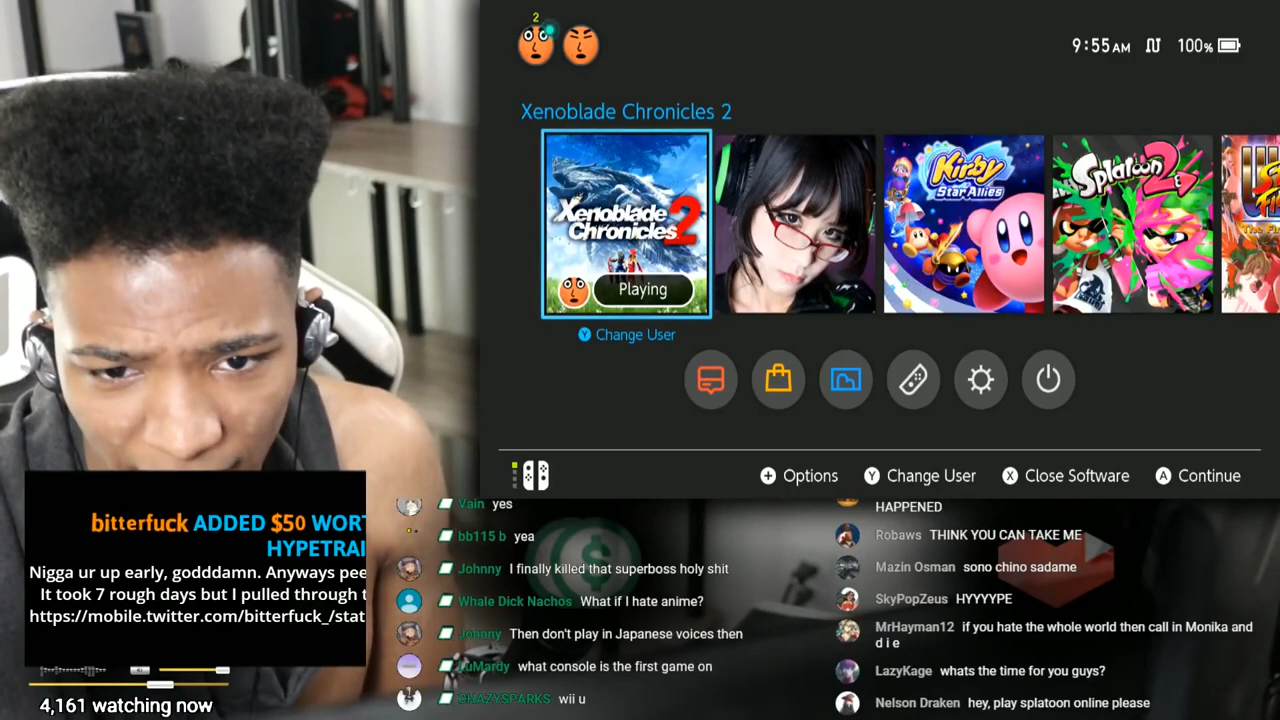 2
9:55AM 100%
Xenoblade Chronicles 2
Xenoblade
Chronicles 2
Playing
Kirby
STAR ALLIES
Splatoon 2
Change User
Options Change User Close Software Continue
bitterfuck ADDED $50 WORT
HYPETRAI
Nigga ur up early, godddamn. Anyways pee
It took 7 rough days but I pulled through t
https://mobile.twitter.com/bitterfuck_/stat
4,161 watching now
Vain yes
bb115 b yea
Johnny I finally killed that superboss holy shit
Whale Dick Nachos What if I hate anime?
Johnny Then don't play in Japanese voices then
LuMardy what console is the first game on
CHAZYSPARKS wii u
HAPPENED
Robaws THINK YOU CAN TAKE ME
Mazin Osman sono chino sadame
SkyPopZeus HYYYYPE
MrHayman12 if you hate the whole world then call in Monika and
d i e
LazyKage whats the time for you guys?
Nelson Draken hey, play splatoon online please